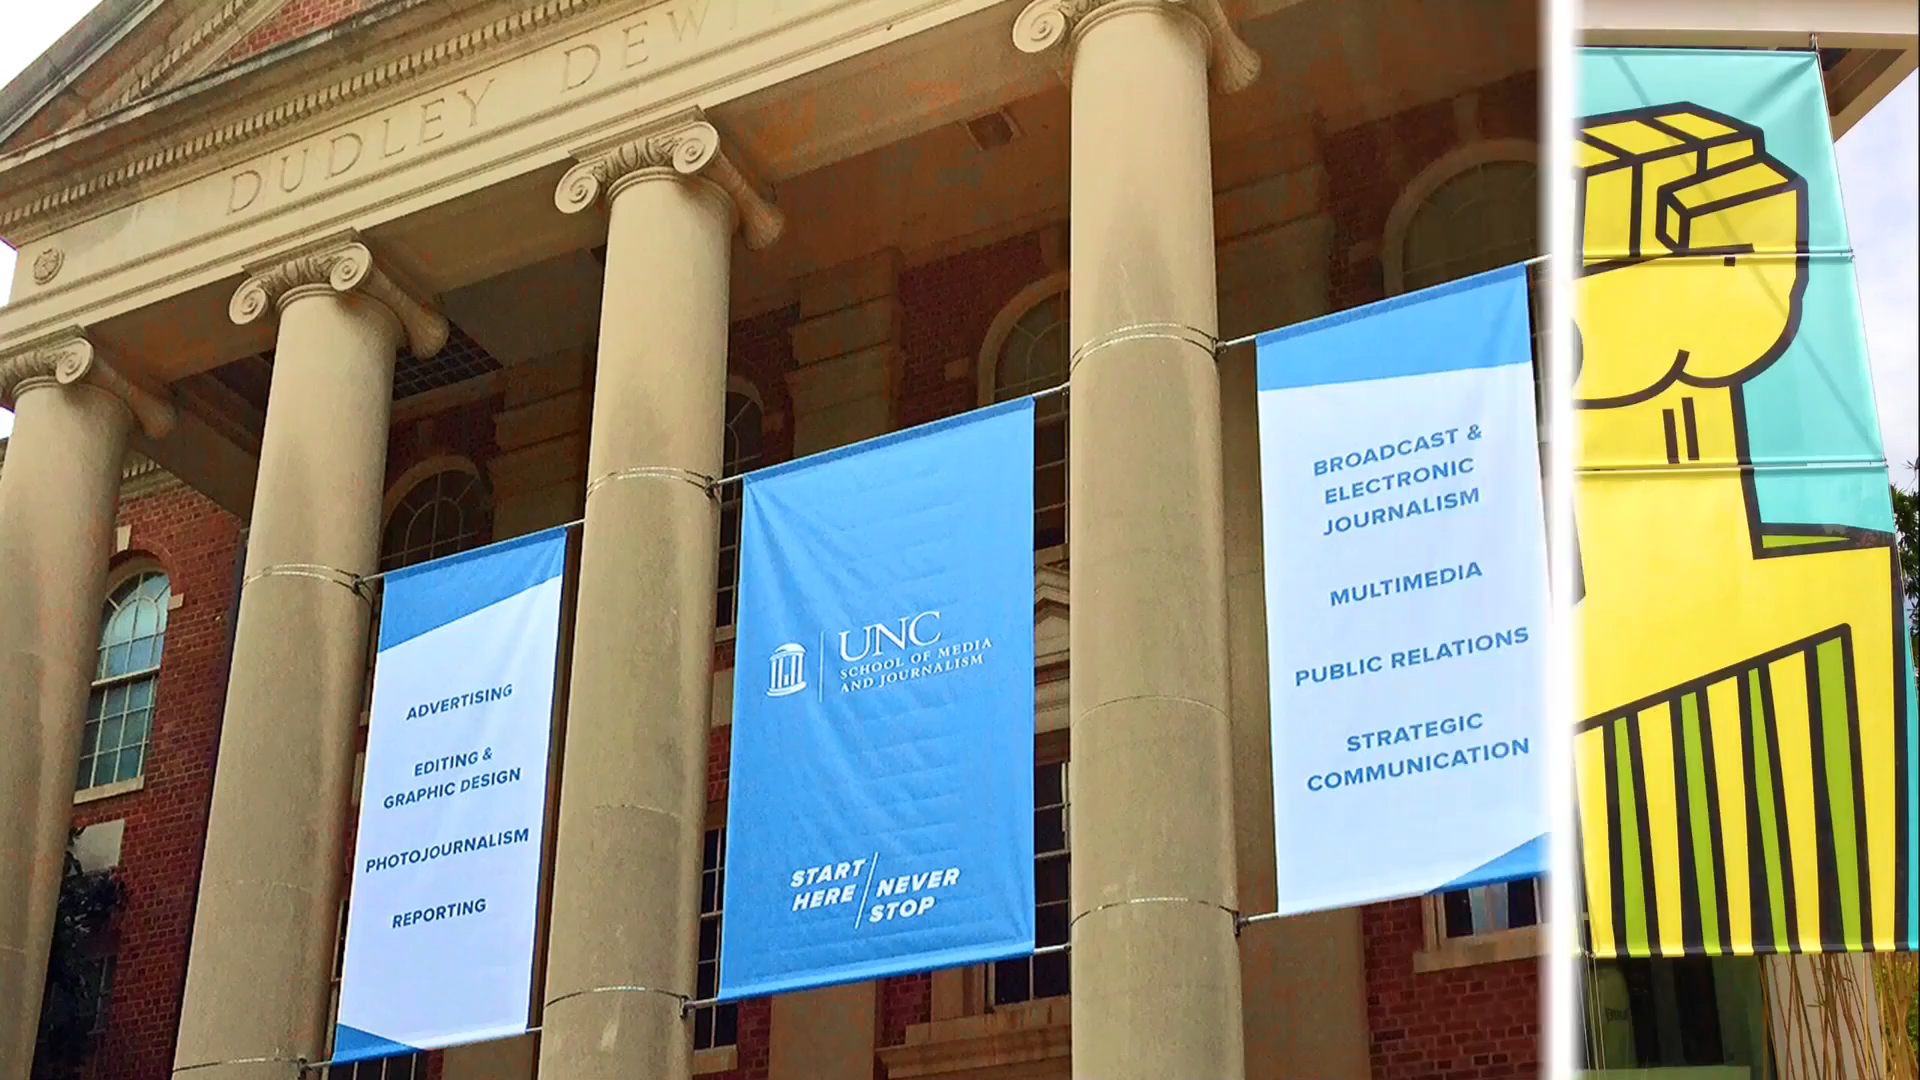 DUDLEY DEW
ADVERTISING
EDITING &
GRAPHIC DESIGN
PHOTOJOURNALISM
REPORTING
UNC
SCHOOL OF MEDIA
AND JOURNALISM
START
HERE
NEVER
STOP
BROADCAST &
ELECTRONIC
JOURNALISM
MULTIMEDIA
PUBLIC RELATIONS
STRATEGIC
COMMUNICATION